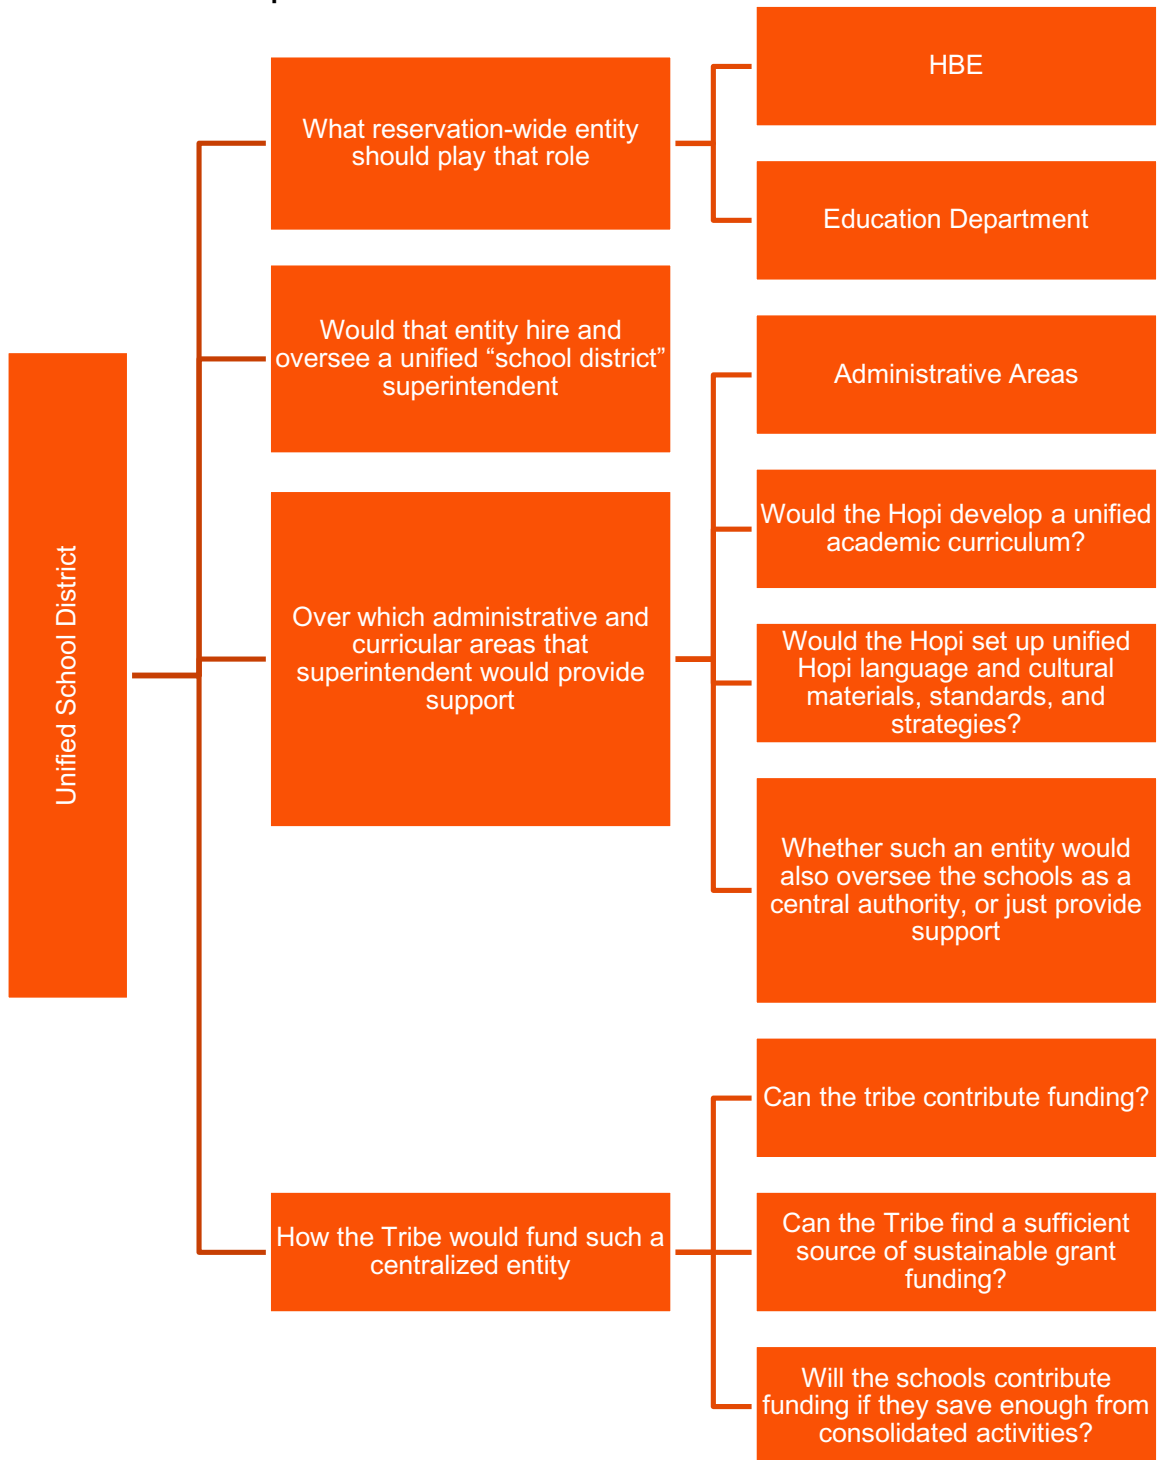 Unified School District
What reservation-wide entity
should play that role
HBE
Education Department
Would that entity hire and
oversee a unified “school district”
superintendent
Over which administrative and
curricular areas that
superintendent would provide
support
Administrative Areas
Would the Hopi develop a unified
academic curriculum?
Would the Hopi set up unified
Hopi language and cultural
materials, standards, and
strategies?
Whether such an entity would
also oversee the schools as a
central authority, or just provide
support
How the Tribe would fund such a
centralized entity
Can the tribe contribute funding?
Can the Tribe find a sufficient
source of sustainable grant
funding?
Will the schools contribute
funding if they save enough from
consolidated activities?